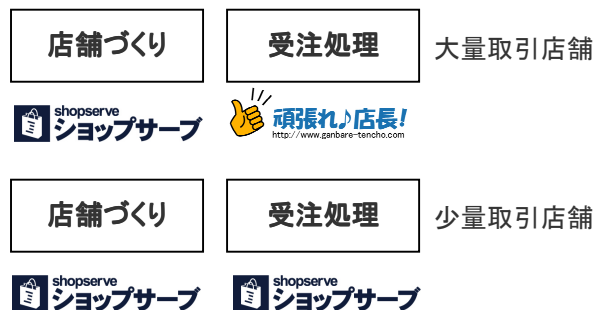 店舗づくり
受注処理
大量取引店舗
shopserve
ショップサーブ
頑張れ♪店長!
http://www.ganbare-tencho.com
店舗づくり
受注処理
少量取引店舗
shopserve
ショップサーブ
shopserve
ショップサーブ